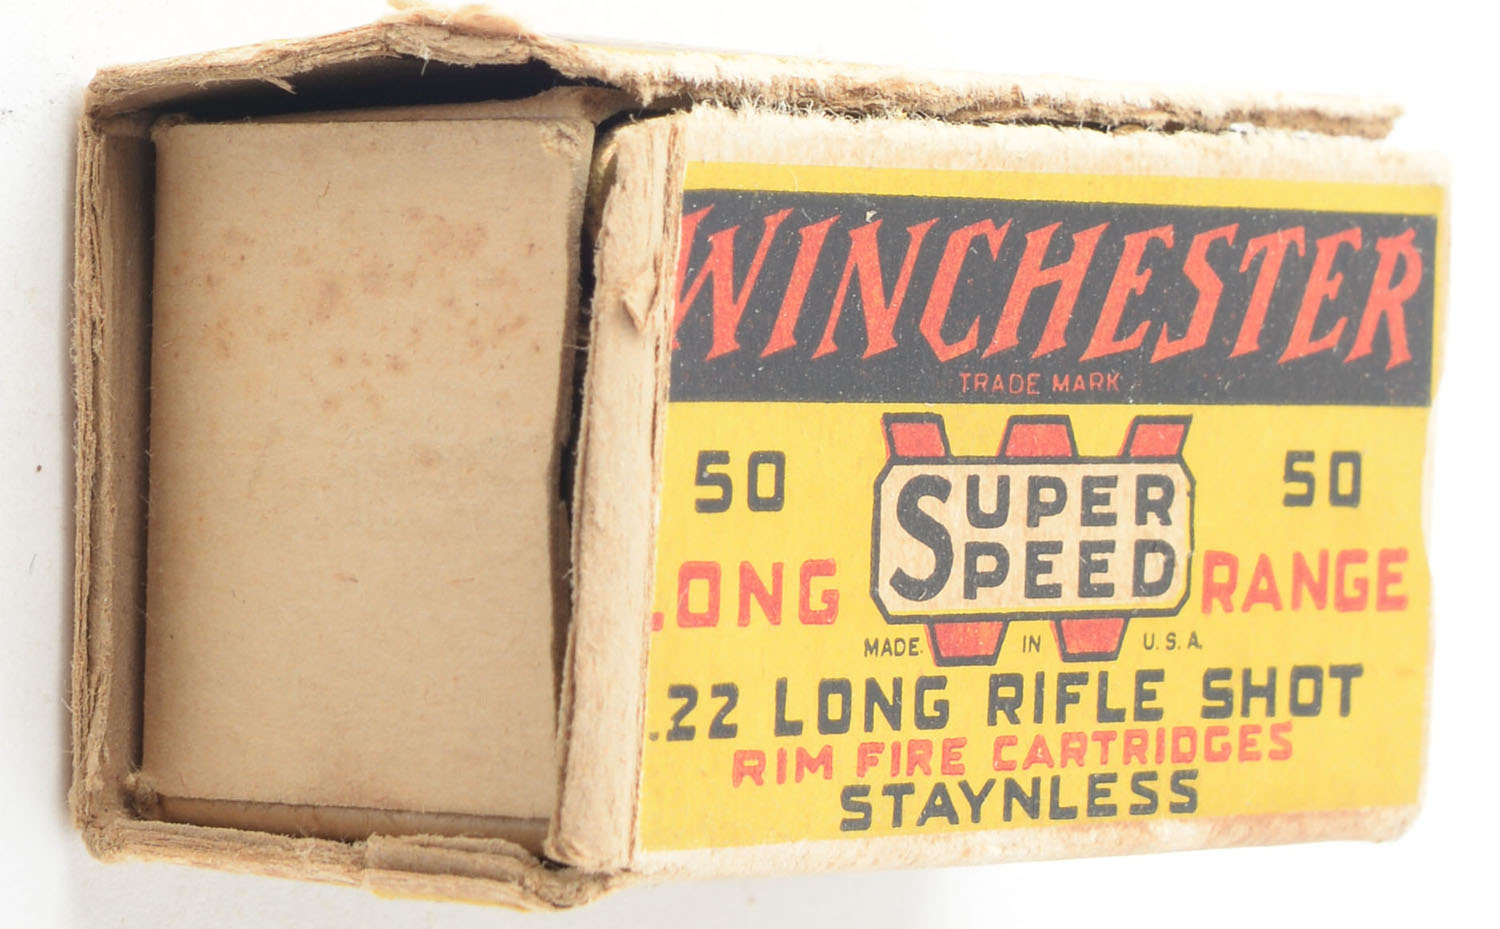 WINCHESTER
TRADE MARK
50 SUPER SPEED 50
LONG RANGE
MADE IN U.S.A.
.22 LONG RIFLE SHOT
RIM FIRE CARTRIDGES
STAYNLESS